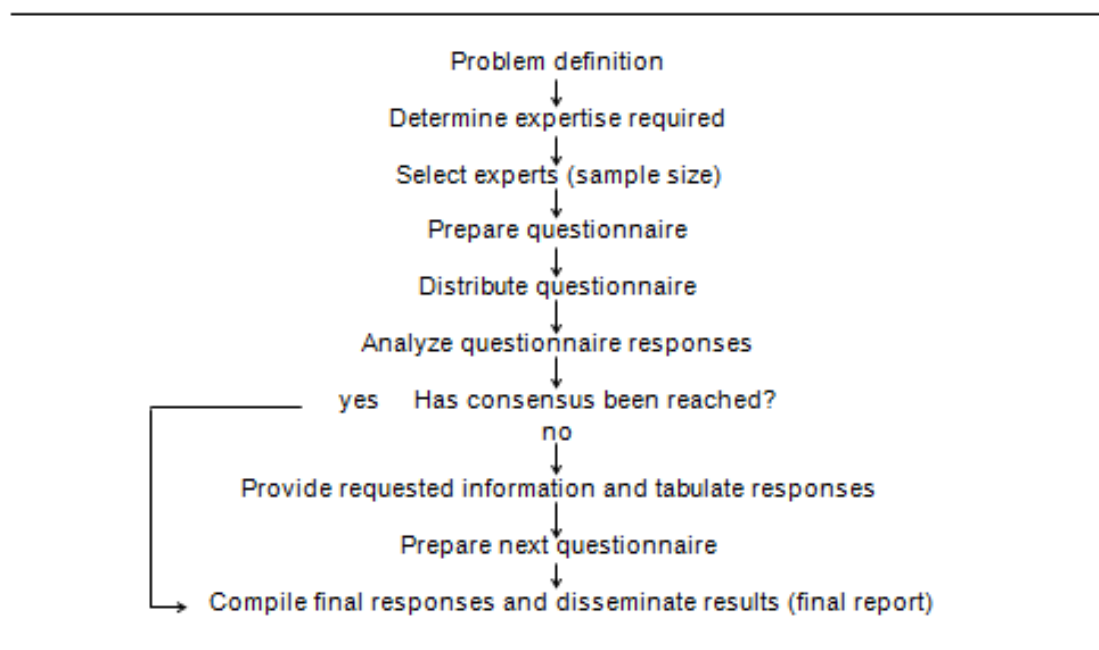 Problem definition
Determine expertise required
Select experts (sample size)
Prepare questionnaire
Distribute questionnaire
Analyze questionnaire responses
yes Has consensus been reached?
no
Provide requested information and tabulate responses
Prepare next questionnaire
Compile final responses and disseminate results (final report)